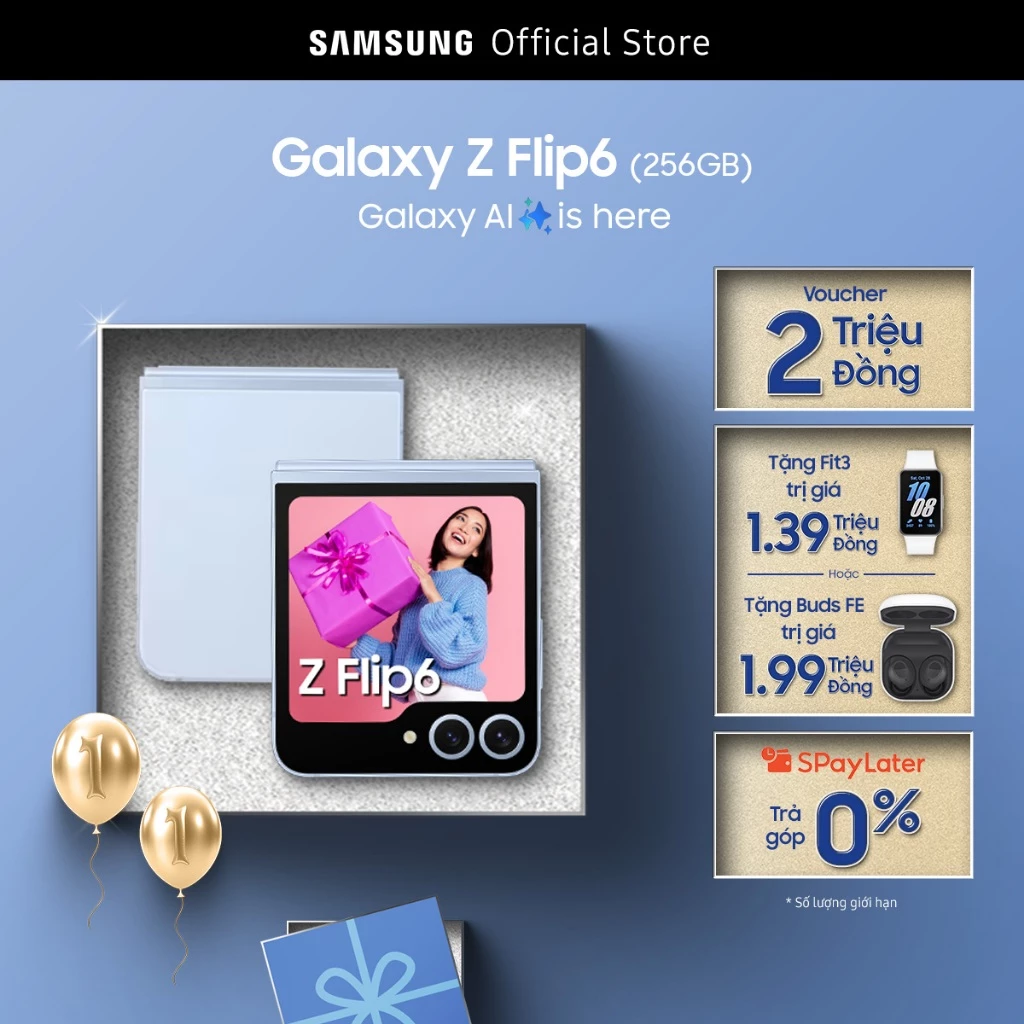 SAMSUNG Official Store
Galaxy Z Flip6 (256GB)
Galaxy AI is here
Voucher
2 Triệu
Đồng
Tặng Fit3
trị giá
1.39 Triệu
Đồng
Hoặc
Tặng Buds FE
trị giá
1.99 Triệu
Đồng
SPayLater
Trả
góp 0%
* Số lượng giới hạn
Z Flip6
10
08
1
1